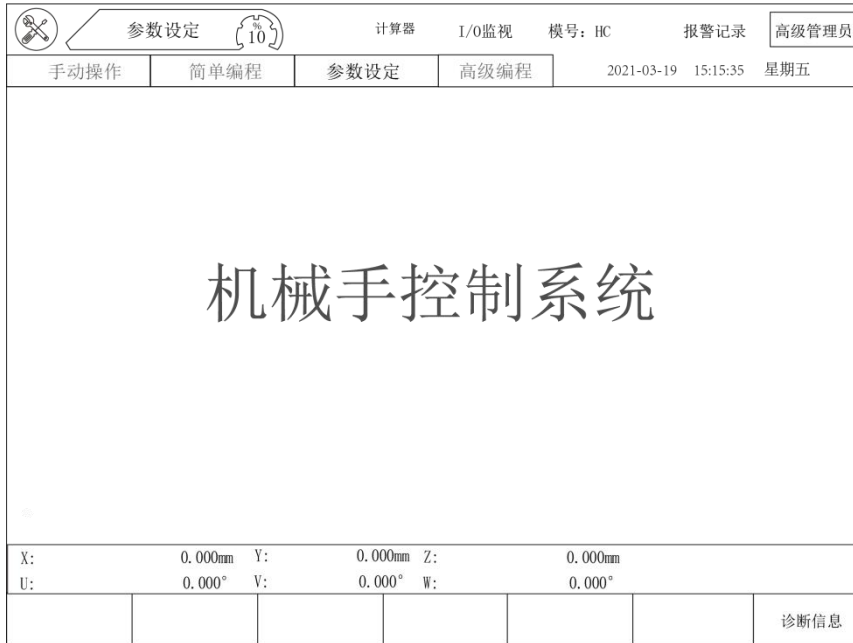 参数设定 % 10 计算器 I/0监视 模号: HC 报警记录 高级管理员
手动操作 简单编程 参数设定 高级编程 2021-03-19 15:15:35 星期五
机械手控制系统
X: 0.000mm Y: 0.000mm Z: 0.000mm
U: 0.000° V: 0.000° W: 0.000°
诊断信息